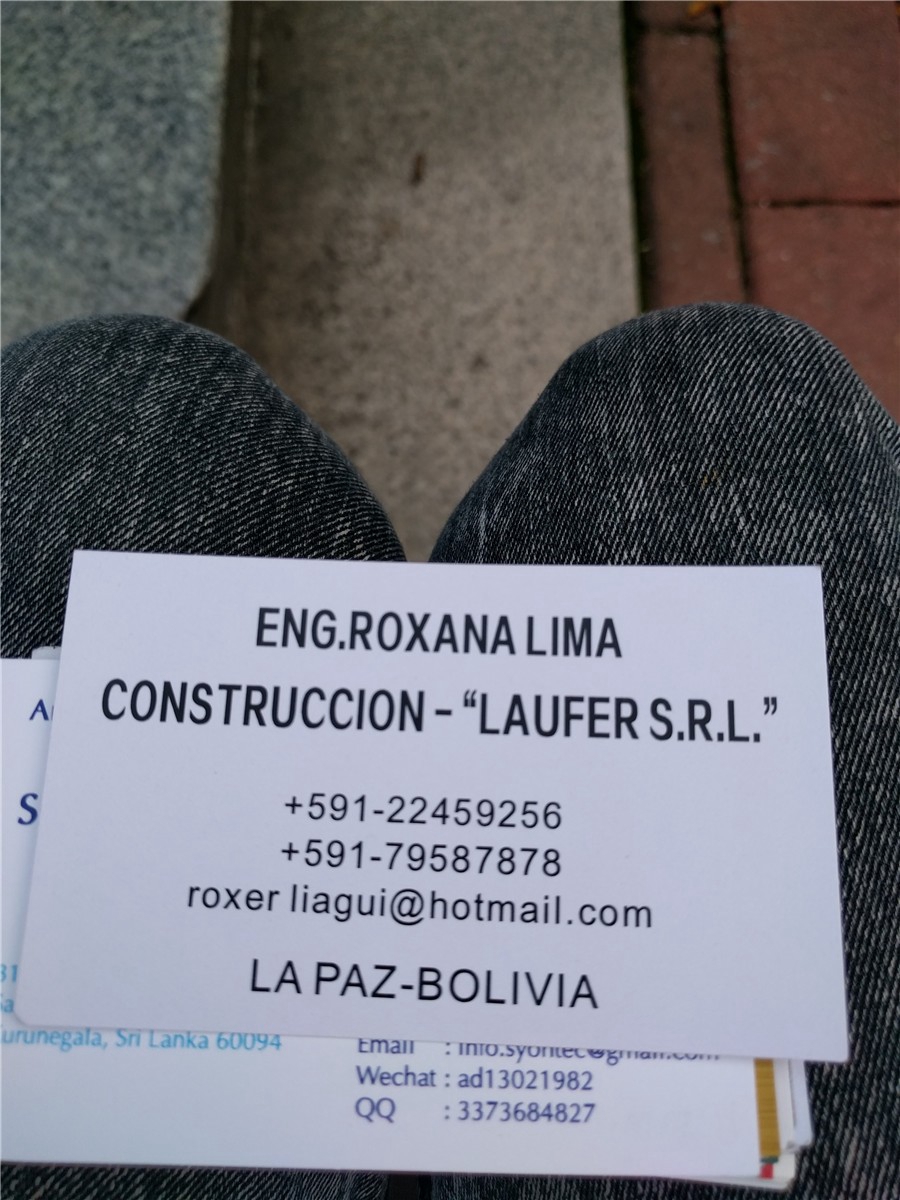 ENG.ROXANA LIMA
CONSTRUCCION - “LAUFER S.R.L.”
+591-22459256
+591-79587878
roxer liagui@hotmail.com
LA PAZ-BOLIVIA
Sri Lanka 60094
Email :
Wechat : ad13021982
QQ : 3373684827